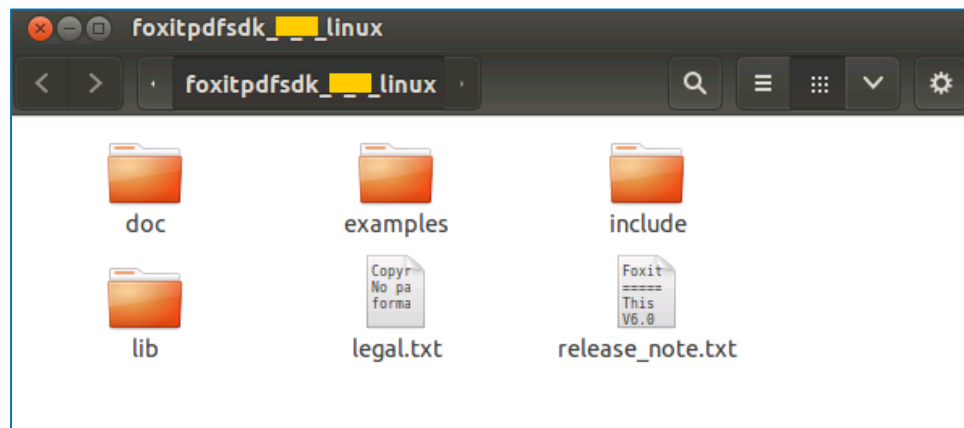 foxitpdfsdk_ _ _linux
foxitpdfsdk_ _ _linux
doc examples include
Copyr
No pa
forma
Foxit
=====
This
V6.0
lib legal.txt release_note.txt